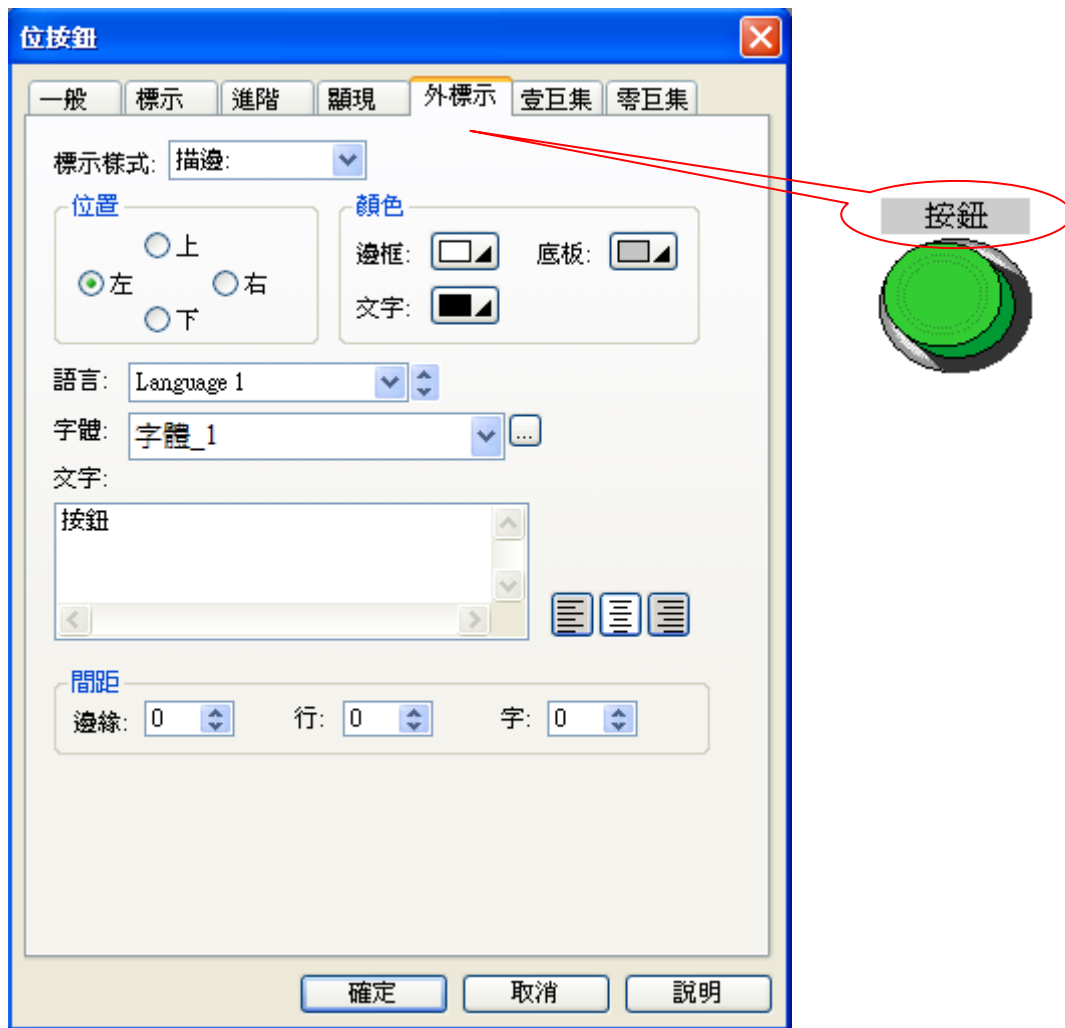 位按鈕
一般 標示 進階 顯現 外標示 壹巨集 零巨集
標示樣式: 描邊:
按鈕
位置
上
左 右
下
顏色
邊框: 底板:
文字:
語言: Language 1
字體: 字體_1 ...
文字:
按鈕
間距
邊緣: 0 行: 0 字: 0
確定 取消 說明